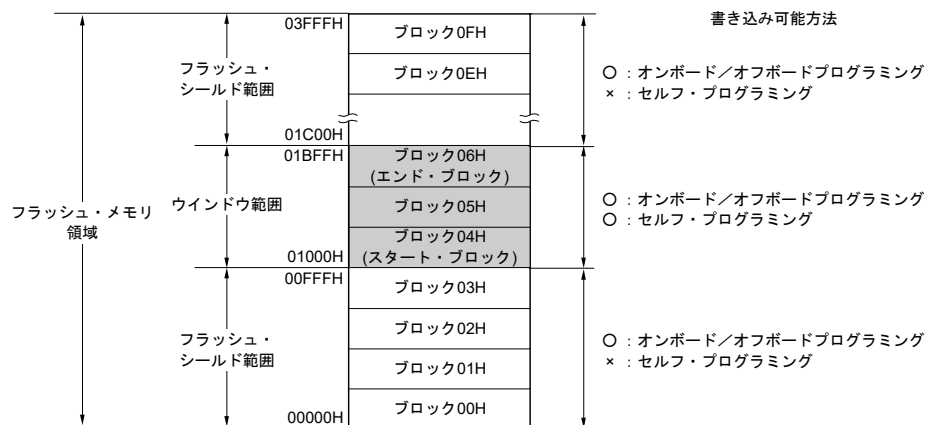 書き込み可能方法
03FFFH
ブロック0FH
ブロック0EH
フラッシュ・
シールド範囲
○：オンボード／オフボードプログラミング
×：セルフ・プログラミング
01C00H
01BFFH
ブロック06H
(エンド・ブロック)
ブロック05H
ブロック04H
(スタート・ブロック)
フラッシュ・メモリ
領域
ウインドウ範囲
○：オンボード／オフボードプログラミング
○：セルフ・プログラミング
01000H
00FFFH
ブロック03H
ブロック02H
ブロック01H
ブロック00H
フラッシュ・
シールド範囲
○：オンボード／オフボードプログラミング
×：セルフ・プログラミング
00000H